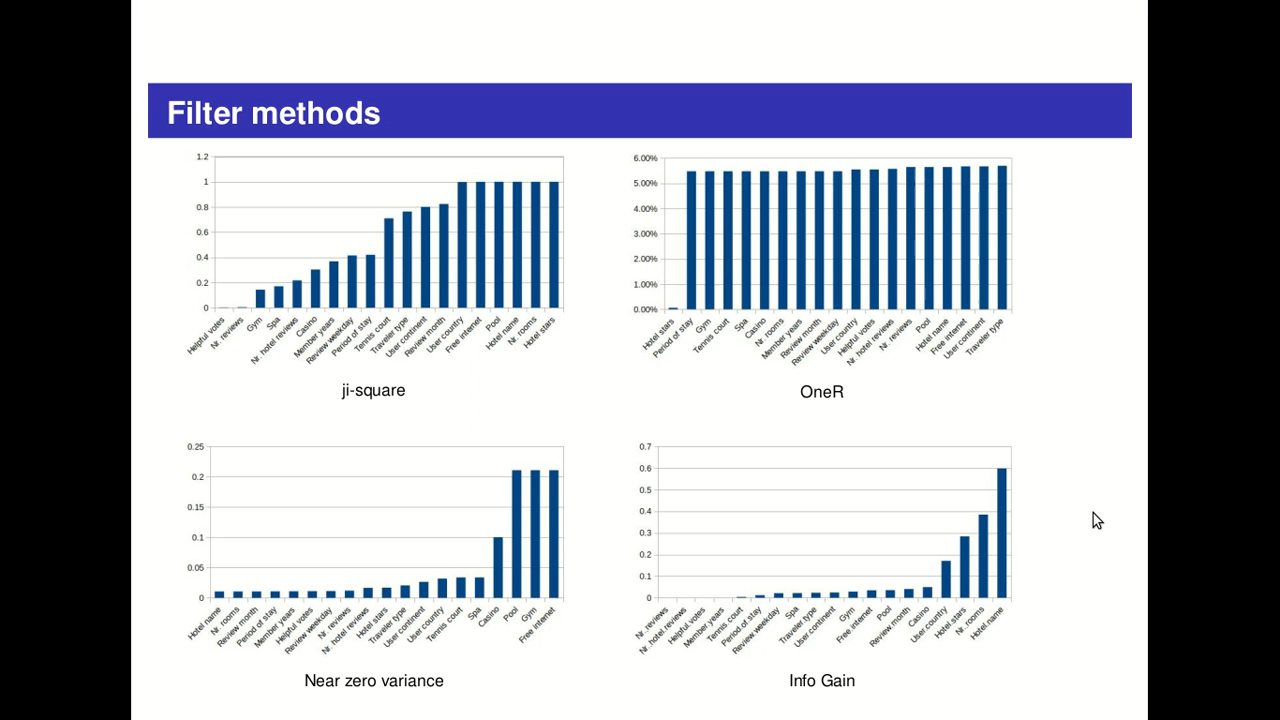 Filter methods
1.2
1
0.8
0.6
0.4
0.2
0
Helpful votes
Nr. reviews
Gym
Spa
Nr. hotel reviews
Casino
Member years
Review weekday
Period of stay
Tennis court
Traveler type
User continent
Review month
User country
Free internet
Pool
Hotel name
Nr. rooms
Hotel stars
ji-square
6.00%
5.00%
4.00%
3.00%
2.00%
1.00%
0.00%
Hotel stars
Period of stay
Gym
Tennis court
Spa
Casino
Nr. rooms
Member years
Review month
Review weekday
User country
Helpful votes
Nr. hotel reviews
Nr. reviews
Pool
Hotel name
Free internet
User continent
Traveler type
OneR
0.25
0.2
0.15
0.1
0.05
0
Hotel name
Nr. rooms
Review month
Period of stay
Member years
Helpful votes
Review weekday
Nr. reviews
Nr. hotel reviews
Hotel stars
Traveler type
User continent
User country
Tennis court
Spa
Casino
Pool
Gym
Free internet
Near zero variance
0.7
0.6
0.5
0.4
0.3
0.2
0.1
0
Nr. reviews
Nr. hotel reviews
Helpful votes
Member years
Tennis court
Period of stay
Review weekday
Spa
Traveler type
User continent
Gym
Free internet
Pool
Review month
Casino
User country
Hotel stars
Nr. rooms
Hotel name
Info Gain